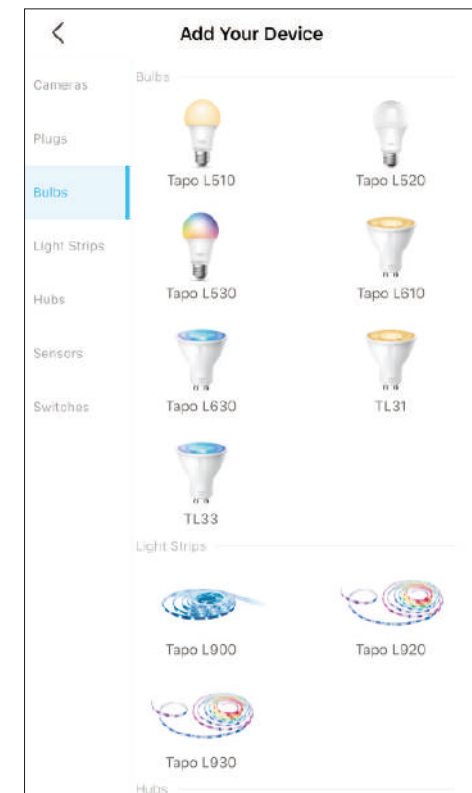 Add Your Device
Cameras
Plugs
Bulbs
Light Strips
Hubs
Sensors
Switches
Bulbs
Tapo L510
Tapo L520
Tapo L530
Tapo L610
Tapo L630
TL31
TL33
Light Strips
Tapo L900
Tapo L920
Tapo L930
Hubs